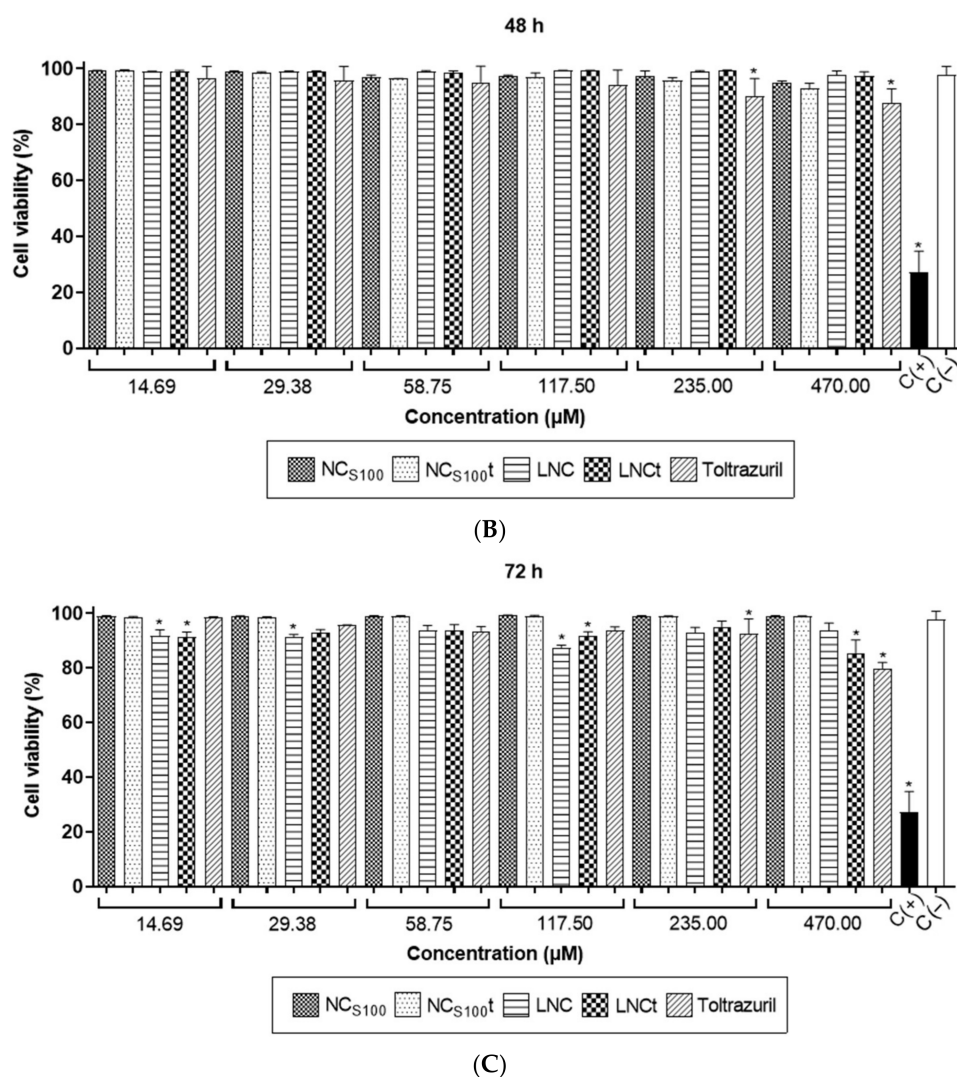 48 h
100
80
60
40
20
0
Cell viability (%)
* * * 
14.69 29.38 58.75 117.50 235.00 470.00 C(+) C(−)
Concentration (µM)
NCS100 NCS100t LNC LNCt Toltrazuril
(B)
72 h
100
80
60
40
20
0
Cell viability (%)
* * * * * * * * *
14.69 29.38 58.75 117.50 235.00 470.00 C(+) C(−)
Concentration (µM)
NCS100 NCS100t LNC LNCt Toltrazuril
(C)